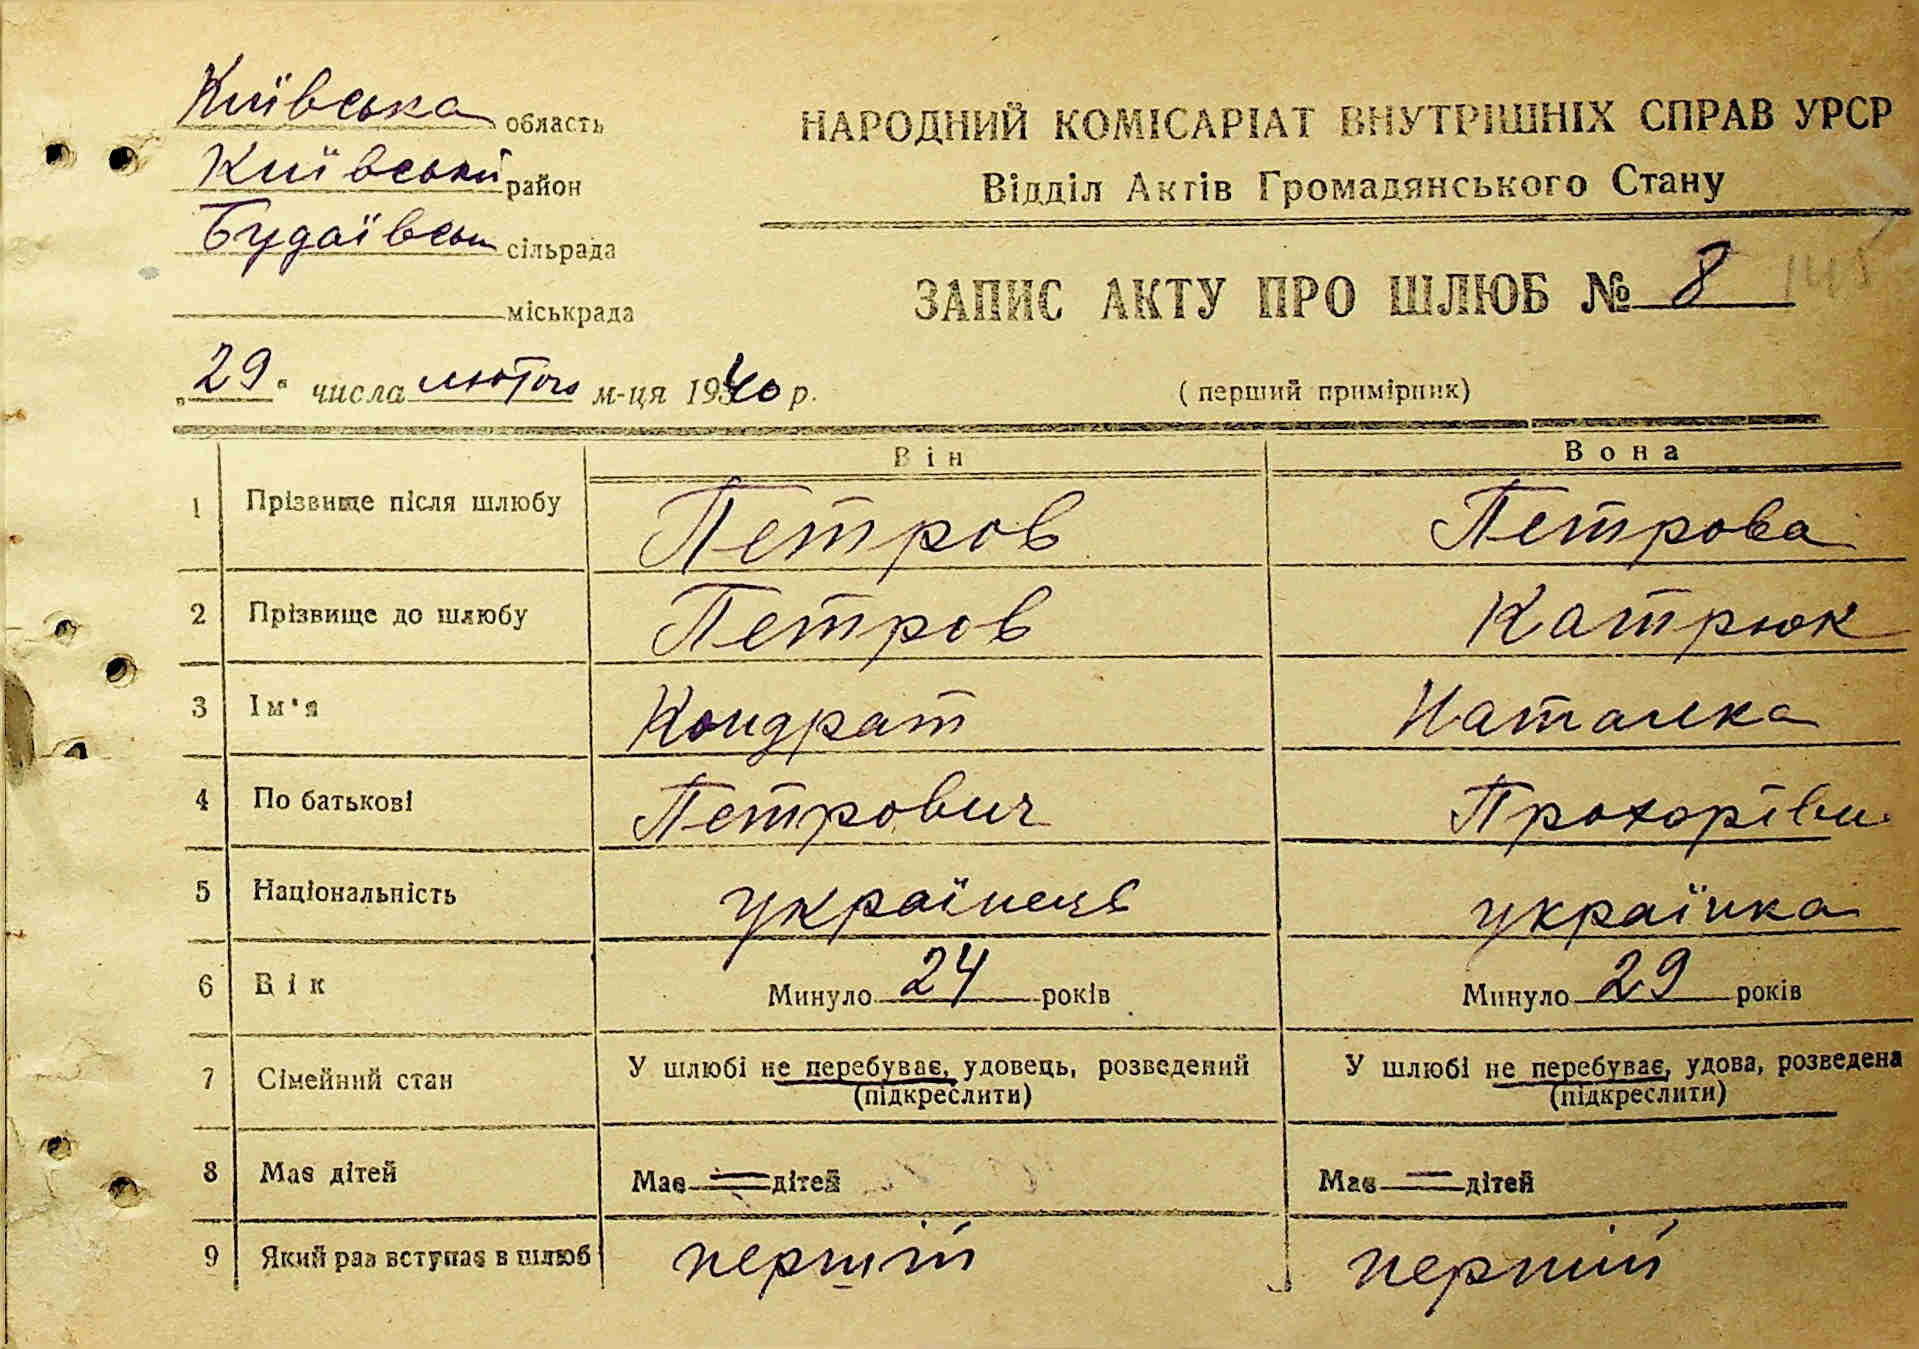 Київська область
Київський район
Будаївськ сільрада
міськрада
„29“ числа лютого м-ця 1940 р.
НАРОДНИЙ КОМІСАРІАТ ВНУТРІШНІХ СПРАВ УРСР
Відділ Актів Громадянського Стану
ЗАПИС АКТУ ПРО ШЛЮБ № 8 145
(перший примірник)
Він Вона
1 Прізвище після шлюбу Петров Петрова
2 Прізвище до шлюбу Петров Катрюк
3 Ім'я Кондрат Наталка
4 По батькові Петрович Прохорівн
5 Національність українець українка
6 Вік Минуло 24 років Минуло 29 років
7 Сімейний стан У шлюбі не перебуває, удовець, розведений У шлюбі не перебуває, удова, розведена
(підкреслити) (підкреслити)
8 Має дітей Має — дітей Має — дітей
9 Який раз вступає в шлюб перший перший